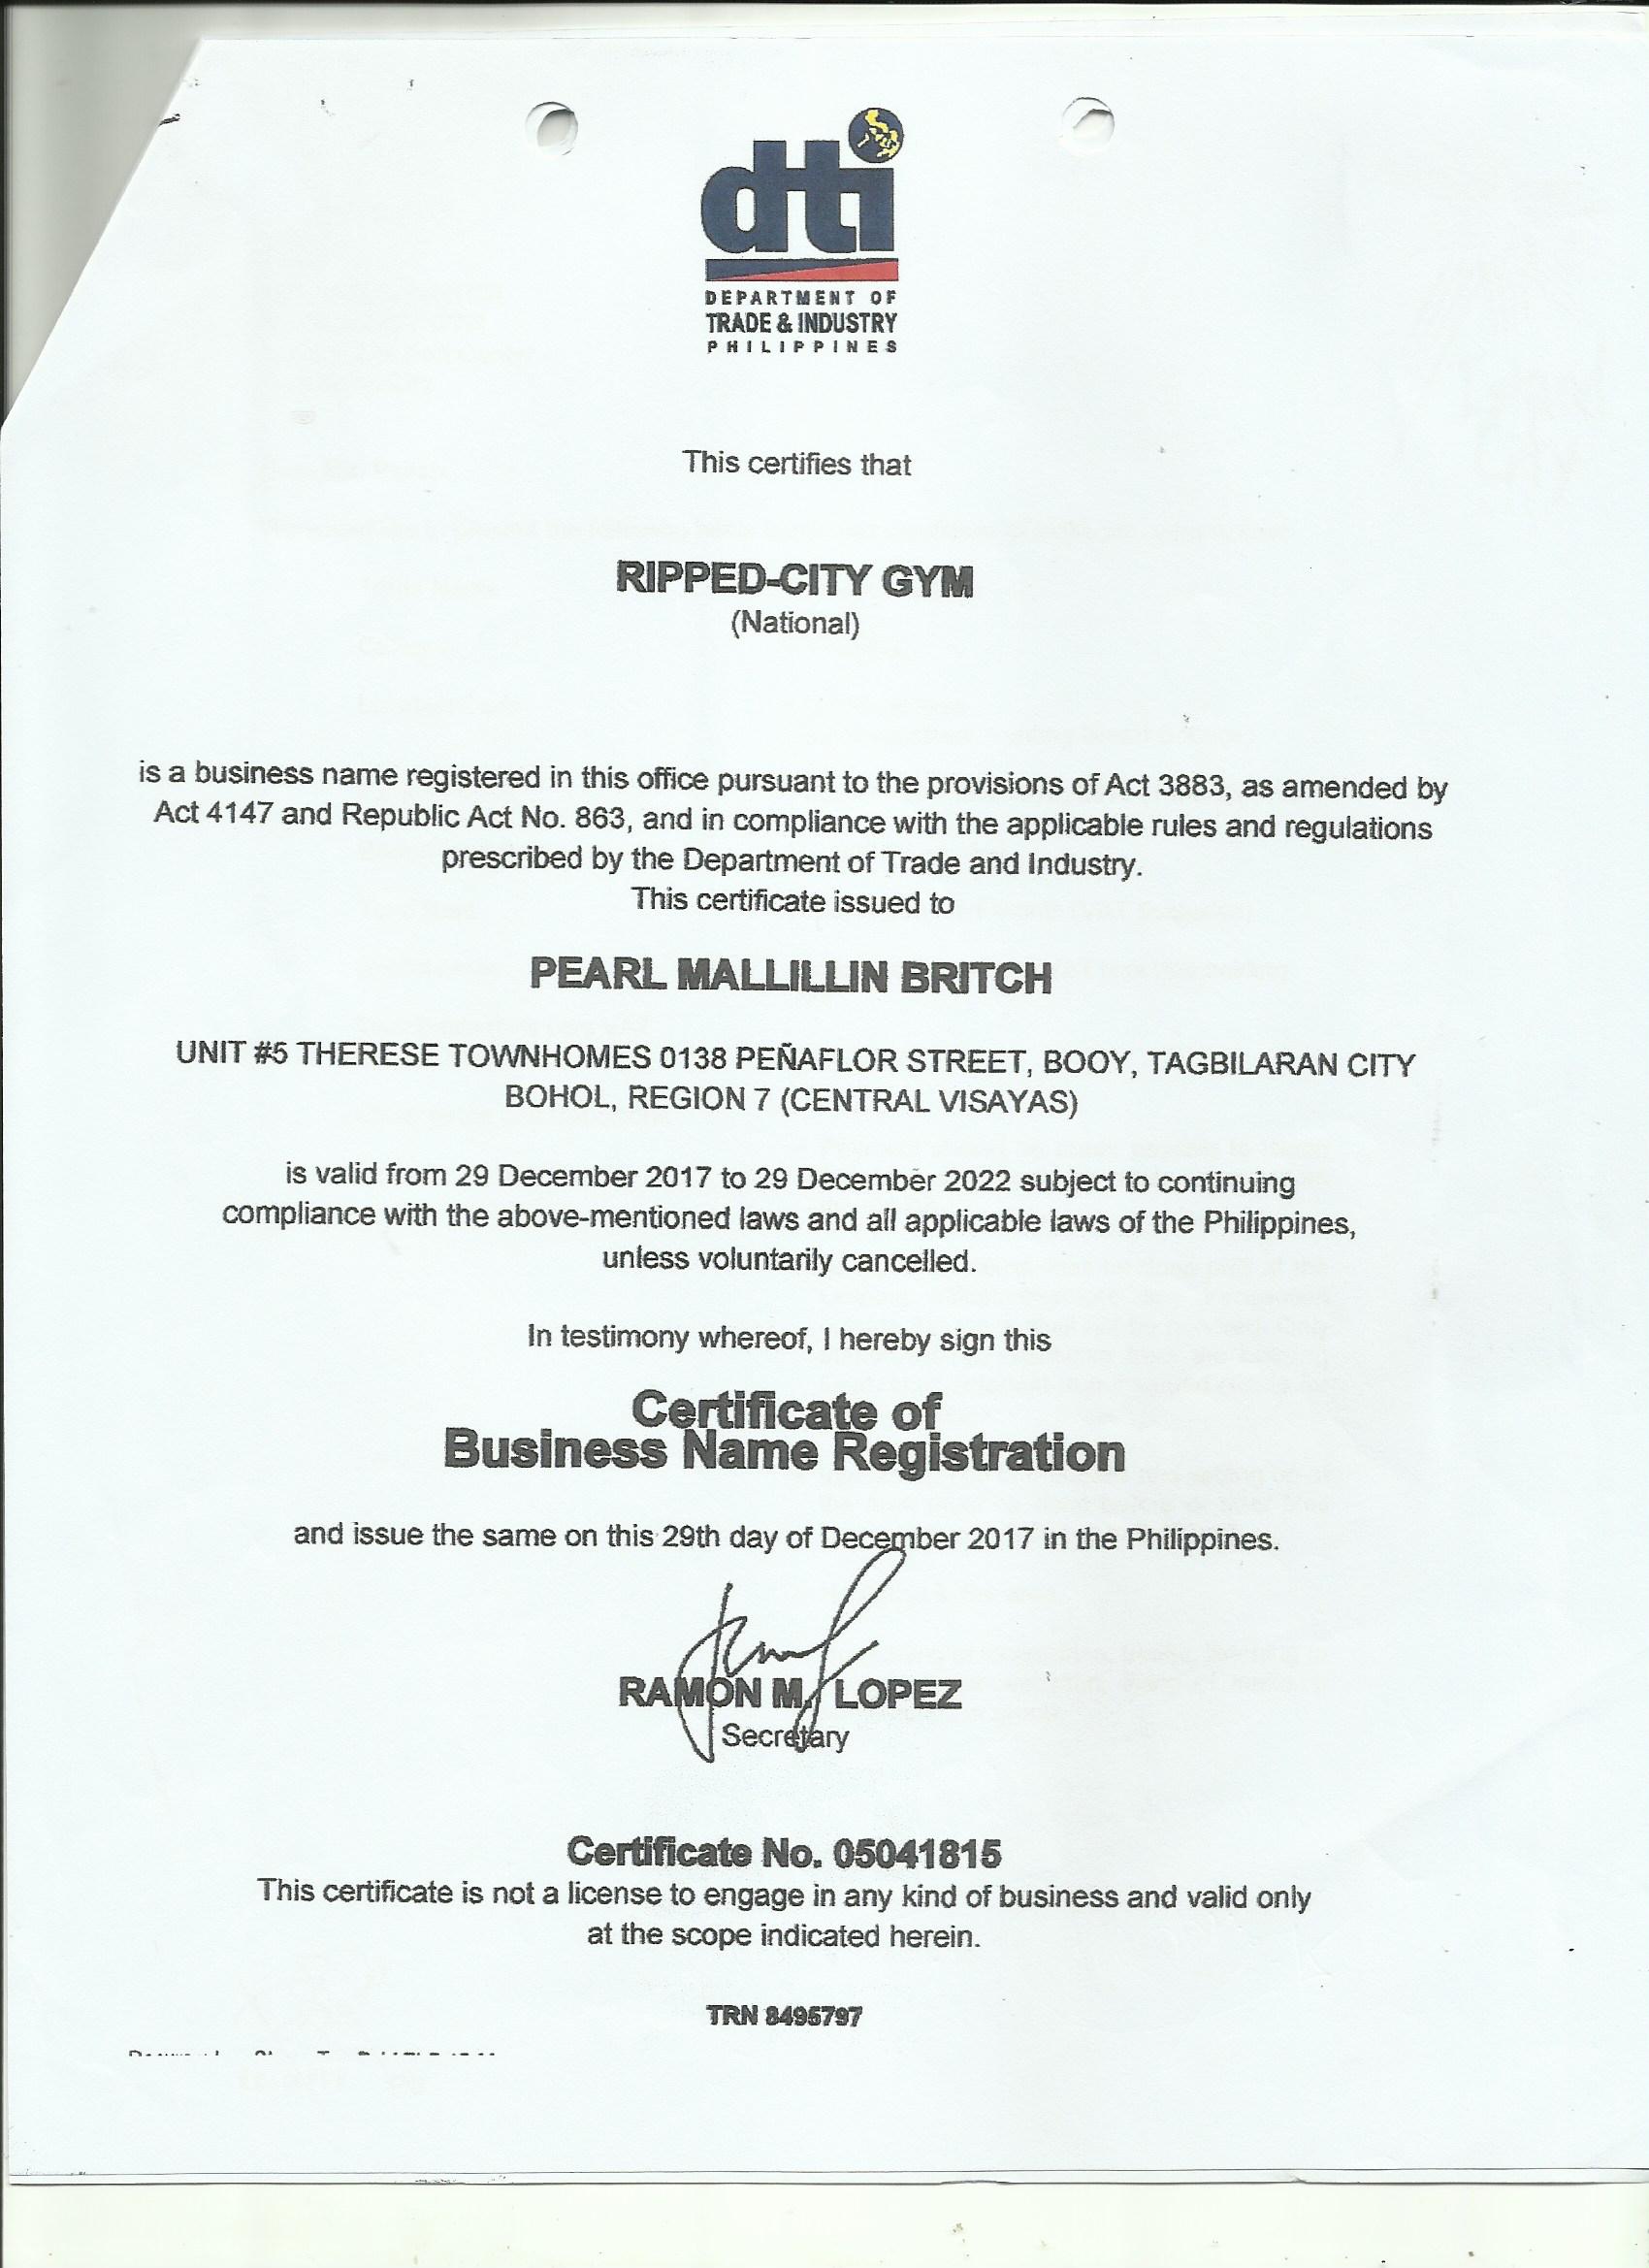 dti
DEPARTMENT OF
TRADE & INDUSTRY
PHILIPPINES
This certifies that
RIPPED-CITY GYM
(National)
is a business name registered in this office pursuant to the provisions of Act 3883, as amended by
Act 4147 and Republic Act No. 863, and in compliance with the applicable rules and regulations
prescribed by the Department of Trade and Industry.
This certificate issued to
PEARL MALLILLIN BRITCH
UNIT #5 THERESE TOWNHOMES 0138 PEÑAFLOR STREET, BOOY, TAGBILARAN CITY
BOHOL, REGION 7 (CENTRAL VISAYAS)
is valid from 29 December 2017 to 29 December 2022 subject to continuing
compliance with the above-mentioned laws and all applicable laws of the Philippines,
unless voluntarily cancelled.
In testimony whereof, I hereby sign this
Certificate of
Business Name Registration
and issue the same on this 29th day of December 2017 in the Philippines.
RAMON M. LOPEZ
Secretary
Certificate No. 05041815
This certificate is not a license to engage in any kind of business and valid only
at the scope indicated herein.
TRN 8495797